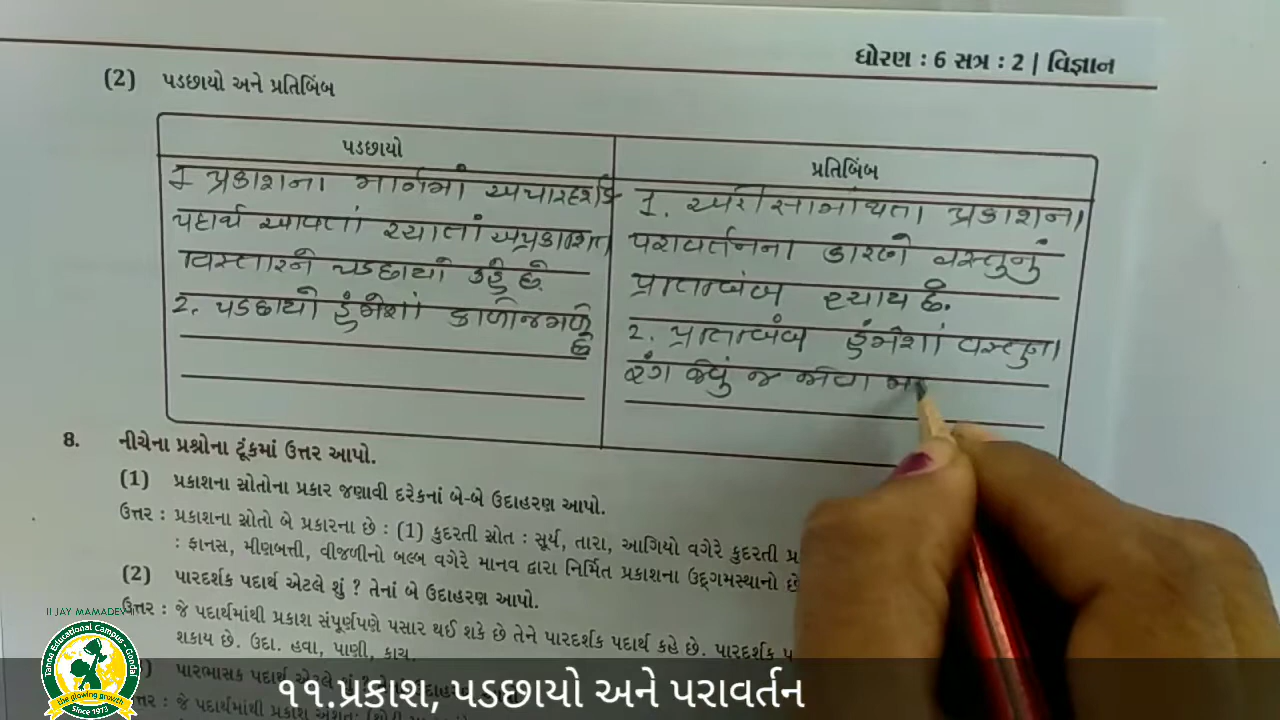 ધોરણ : 6 સત્ર : 2 | વિજ્ઞાન
(2) પડછાયો અને પ્રતિબિંબ
પડછાયો
1 પ્રકાશના માર્ગમાં અપારદર્શક
પદાર્થ આવતાં રચાતાં અપ્રકાશિત
વિસ્તારને પડછાયો કહે છે.
2. પડછાયો હંમેશાં કાળો જ મળે
છે
પ્રતિબિંબ
1. અરીસામાંથતા પ્રકાશના
પરાવર્તનના કારણે વસ્તુનું
પ્રતિબિંબ રચાય છે.
2. પ્રતિબિંબ હંમેશાં વસ્તુના
રંગ જેવું જ
8. નીચેના પ્રશ્નોના ટૂંકમાં ઉત્તર આપો.
(1) પ્રકાશના સ્રોતોના પ્રકાર જણાવી દરેકનાં બે-બે ઉદાહરણ આપો.
ઉત્તર : પ્રકાશના સ્રોતો બે પ્રકારના છે : (1) કુદરતી સ્રોત : સૂર્ય, તારા, આગિયો વગેરે કુદરતી
: ફાનસ, મીણબત્તી, વીજળીનો બલ્બ વગેરે માનવ દ્વારા નિર્મિત પ્રકાશના ઉદ્‌ગમસ્થાનો છે
(2) પારદર્શક પદાર્થ એટલે શું ? તેનાં બે ઉદાહરણ આપો.
ઉત્તર : જે પદાર્થમાંથી પ્રકાશ સંપૂર્ણપણે પસાર થઈ શકે છે તેને પારદર્શક પદાર્થ કહે છે. પારદર્શક
શકાય છે. ઉદા. હવા, પાણી, કાચ.
પારભાસક પદાર્થ
જે પદાર્થમાંથી પ્રકાશ અંશતઃ
II JAY MAMADEV II
Tanna Educational Campus - Gondal
the glowing growth
Since 1973
૧૧.પ્રકાશ, પડછાયો અને પરાવર્તન